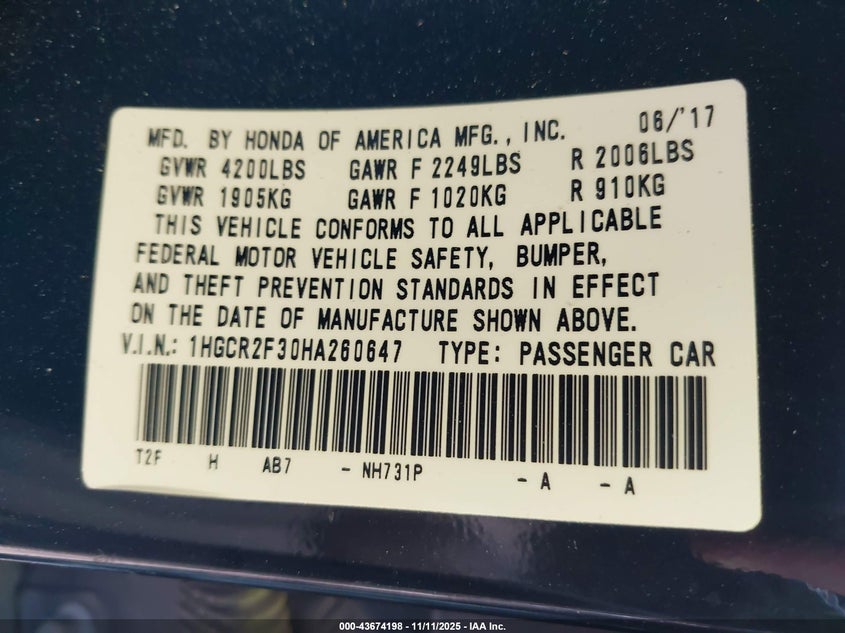 MFD. BY HONDA OF AMERICA MFG., INC. 06/'17
GVWR 4200LBS GAWR F 2249LBS R 2006LBS
GVWR 1905KG GAWR F 1020KG R 910KG
THIS VEHICLE CONFORMS TO ALL APPLICABLE
FEDERAL MOTOR VEHICLE SAFETY, BUMPER,
AND THEFT PREVENTION STANDARDS IN EFFECT
ON THE DATE OF MANUFACTURE SHOWN ABOVE.
V.I.N.: 1HGCR2F30HA260647 TYPE: PASSENGER CAR
T2F H AB7 - NH731P - A - A
000-43674198 - 11/11/2025 - IAA Inc.